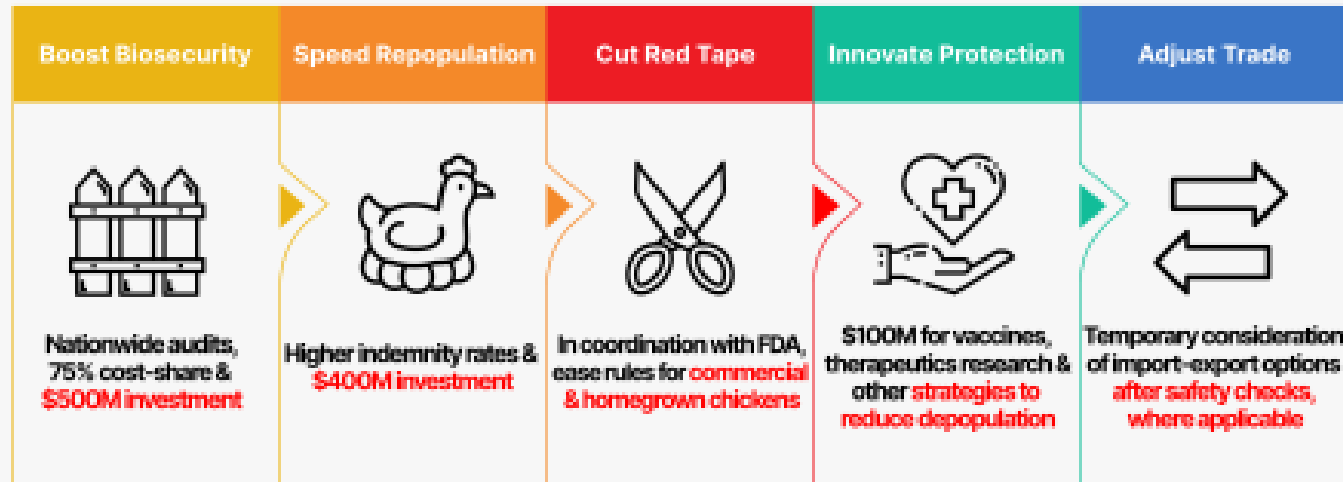 Boost Biosecurity
Speed Repopulation
Cut Red Tape
Innovate Protection
Adjust Trade
Nationwide audits,
75% cost-share &
$500M investment
Higher indemnity rates &
$400M investment
In coordination with FDA,
ease rules for commercial
& homegrown chickens
$100M for vaccines,
therapeutics research &
other strategies to
reduce depopulation
Temporary consideration
of import-export options
after safety checks,
where applicable